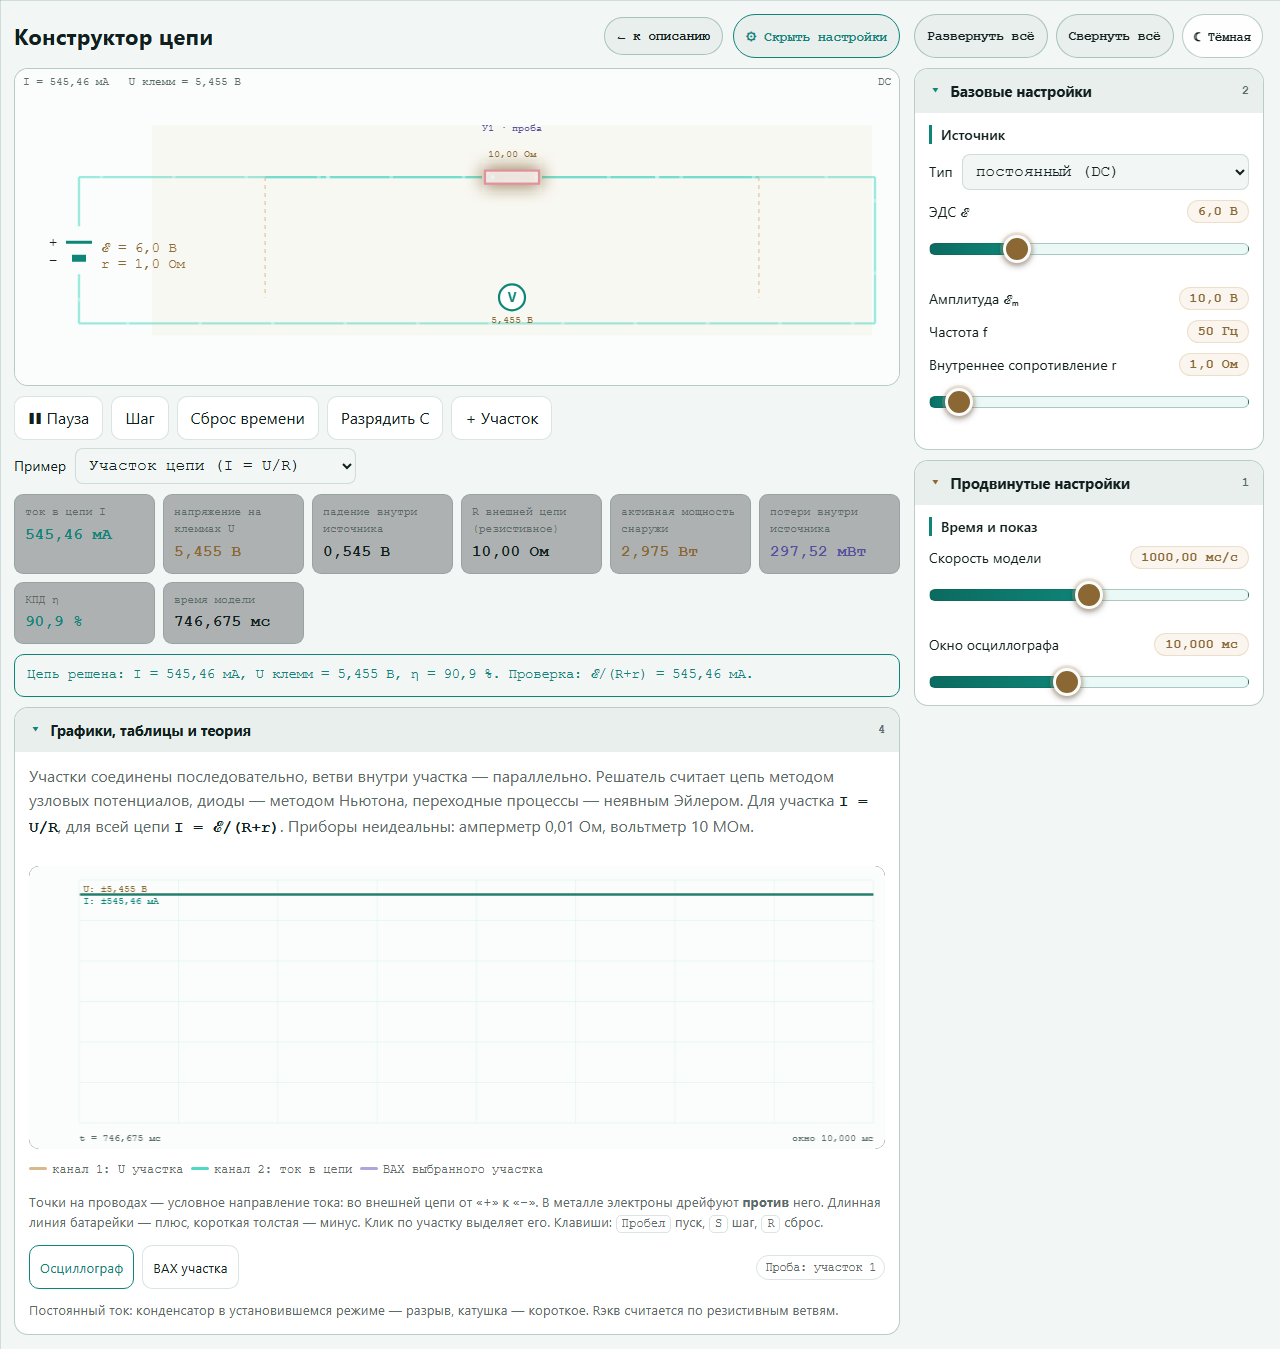 Конструктор цепи
← к описанию
⚙ Скрыть настройки
Развернуть всё
Свернуть всё
☾ Тёмная
I = 545,46 мА U клемм = 5,455 В
DC
У1 · проба
10,00 Ом
+
−
ℰ = 6,0 В
r = 1,0 Ом
V
5,455 В
Пауза
Шаг
Сброс времени
Разрядить C
+ Участок
Пример
Участок цепи (I = U/R)
ток в цепи I
545,46 мА
напряжение на
клеммах U
5,455 В
падение внутри
источника
0,545 В
R внешней цепи
(резистивное)
10,00 Ом
активная мощность
снаружи
2,975 Вт
потери внутри
источника
297,52 мВт
КПД η
90,9 %
время модели
746,675 мс
Цепь решена: I = 545,46 мА, U клемм = 5,455 В, η = 90,9 %. Проверка: ℰ/(R+r) = 545,46 мА.
Графики, таблицы и теория
4
Участки соединены последовательно, ветви внутри участка — параллельно. Решатель считает цепь методом
узловых потенциалов, диоды — методом Ньютона, переходные процессы — неявным Эйлером. Для участка I =
U/R, для всей цепи I = ℰ/(R+r). Приборы неидеальны: амперметр 0,01 Ом, вольтметр 10 МОм.
U: ±5,455 В
I: ±545,46 мА
t = 746,675 мс
окно 10,000 мс
канал 1: U участка
канал 2: ток в цепи
ВАХ выбранного участка
Точки на проводах — условное направление тока: во внешней цепи от «+» к «−». В металле электроны дрейфуют против него. Длинная
линия батарейки — плюс, короткая толстая — минус. Клик по участку выделяет его. Клавиши: Пробел пуск, S шаг, R сброс.
Осциллограф
ВАХ участка
Проба: участок 1
Постоянный ток: конденсатор в установившемся режиме — разрыв, катушка — короткое. Rэкв считается по резистивным ветвям.
Базовые настройки
2
Источник
Тип
постоянный (DC)
ЭДС ℰ
6,0 В
Амплитуда ℰₘ
10,0 В
Частота f
50 Гц
Внутреннее сопротивление r
1,0 Ом
Продвинутые настройки
1
Время и показ
Скорость модели
1000,00 мс/с
Окно осциллографа
10,000 мс